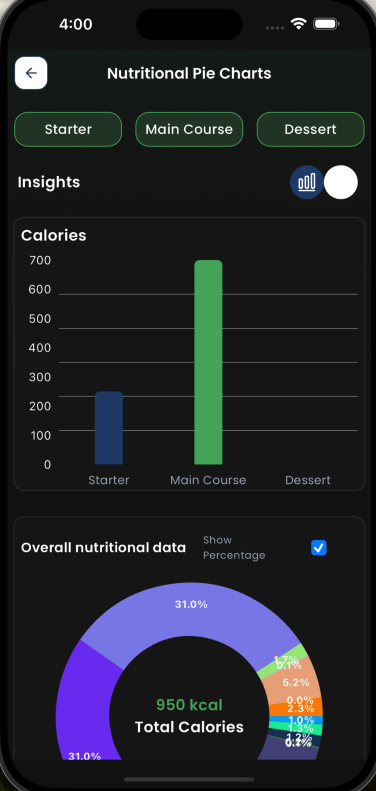 4:00
Nutritional Pie Charts
Starter
Main Course
Dessert
Insights
Calories
700
600
500
400
300
200
100
0
Starter
Main Course
Dessert
Overall nutritional data
Show
Percentage
31.0%
1.7%
0.1%
5.2%
0.0%
2.3%
1.0%
1.3%
1.2%
0.1%
950 kcal
Total Calories
31.0%